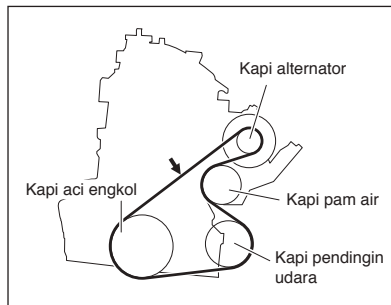 Kapi alternator
Kapi aci engkol
Kapi pam air
Kapi pendingin
udara